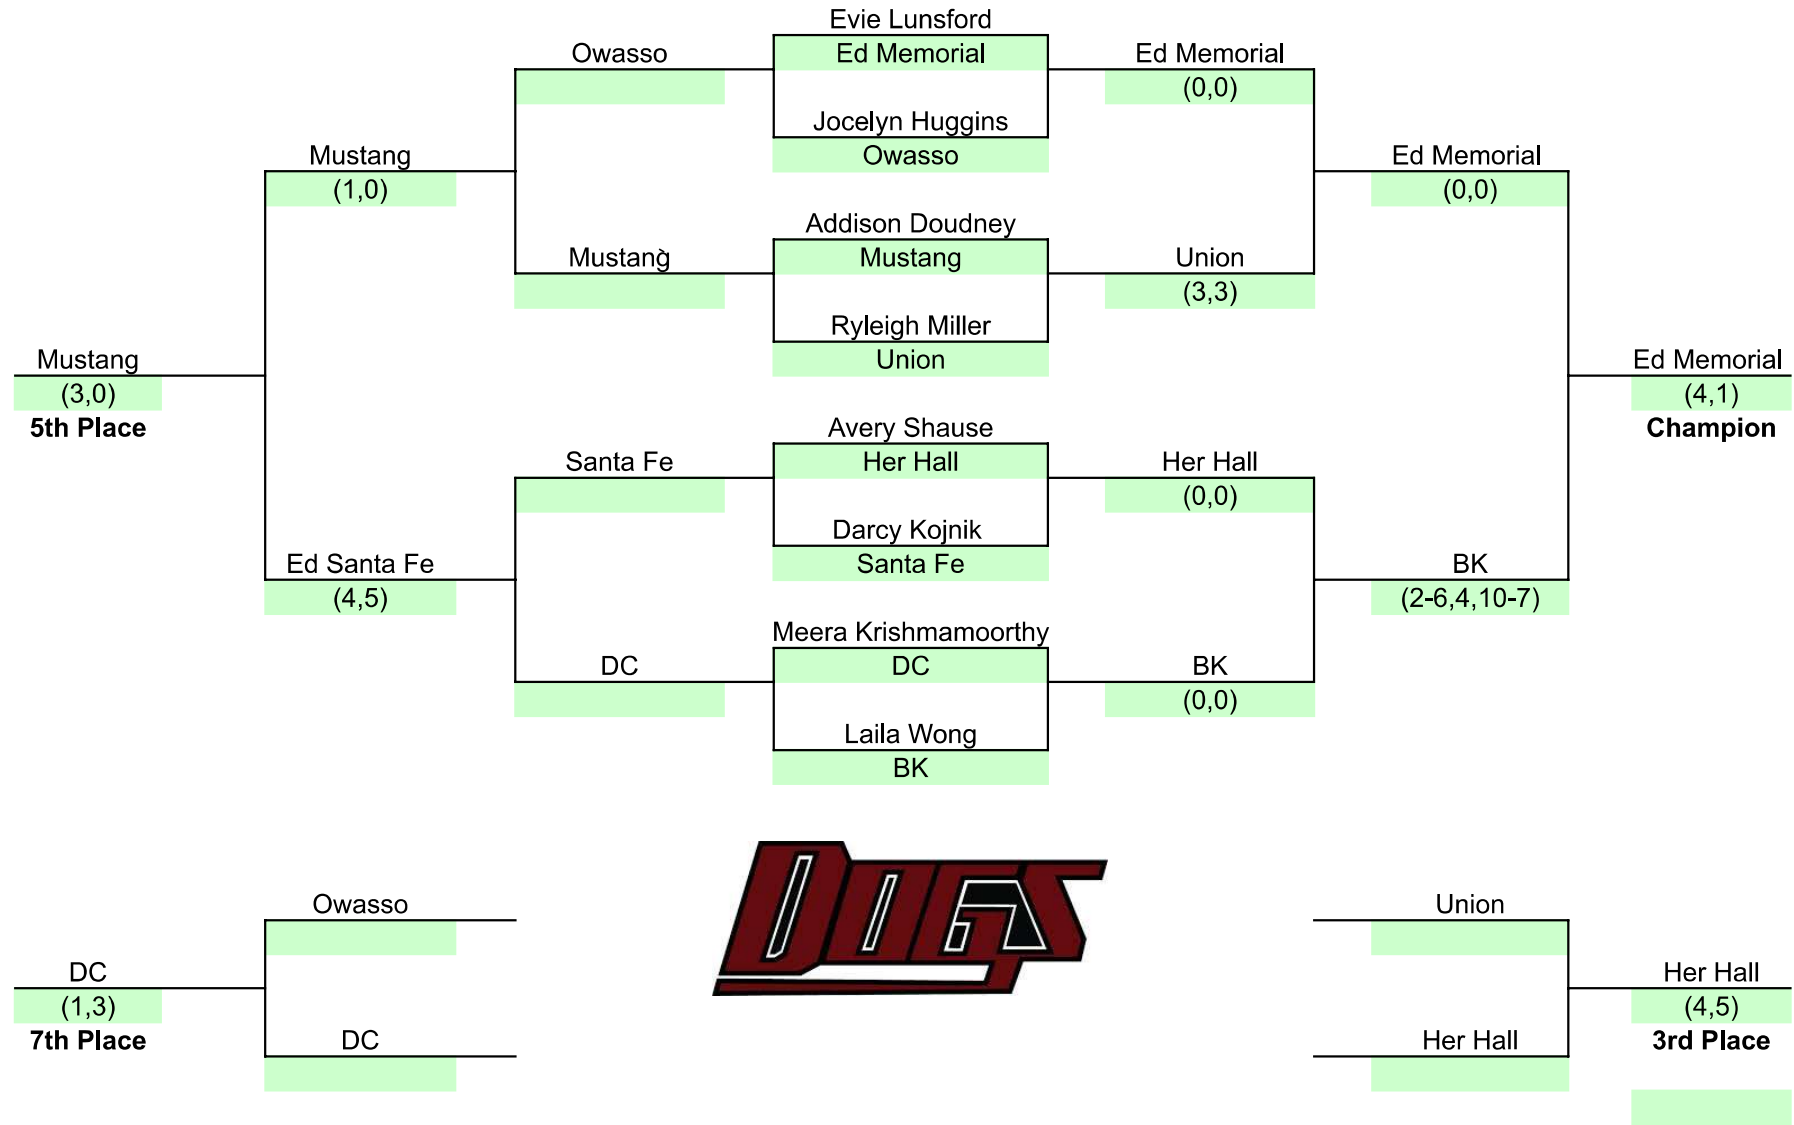 Evie Lunsford
Owasso
Ed Memorial
Ed Memorial
(0,0)
Jocelyn Huggins
Mustang
Owasso
Ed Memorial
(1,0)
(0,0)
Addison Doudney
Mustang̀
Mustang
Union
(3,3)
Ryleigh Miller
Mustang
Union
Ed Memorial
(3,0)
(4,1)
5th Place
Avery Shause
Champion
Santa Fe
Her Hall
Her Hall
(0,0)
Darcy Kojnik
Ed Santa Fe
Santa Fe
BK
(4,5)
(2-6,4,10-7)
Meera Krishmamoorthy
DC
DC
BK
(0,0)
Laila Wong
BK
DOGS
Owasso
Union
DC
Her Hall
(1,3)
(4,5)
7th Place
DC
Her Hall
3rd Place